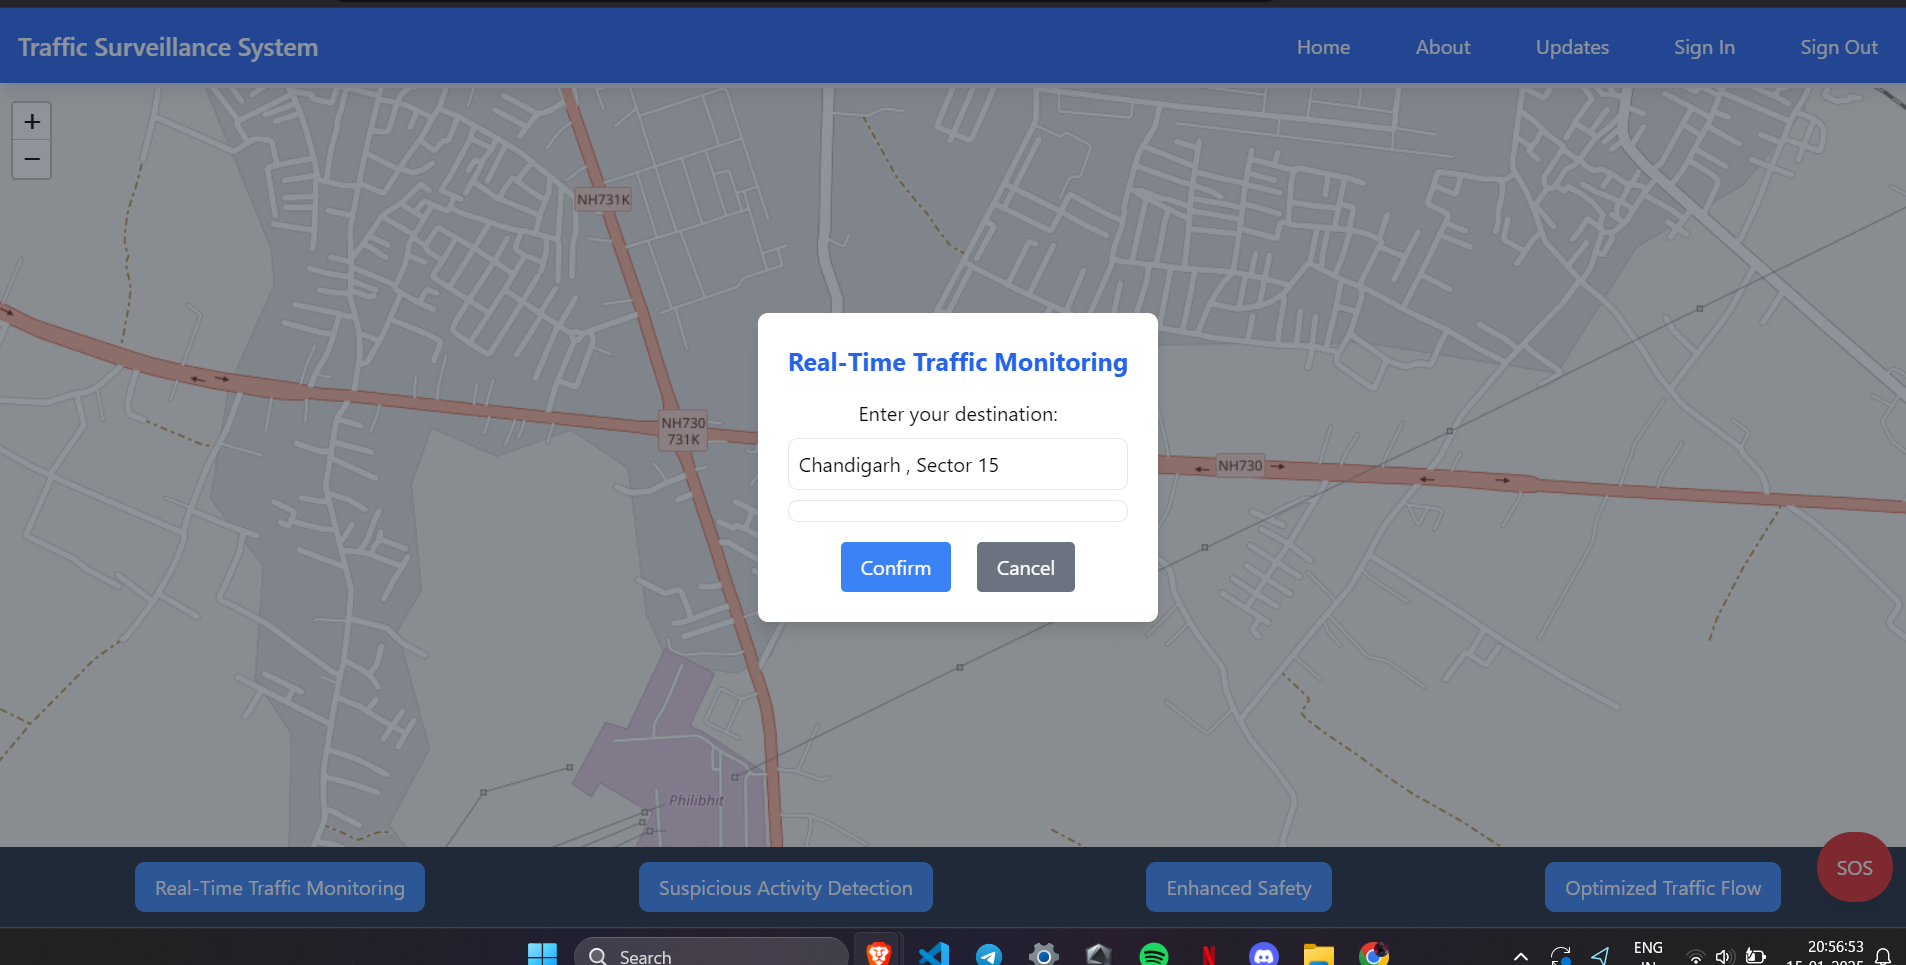 Traffic Surveillance System
Home
About
Updates
Sign In
Sign Out
+
−
NH731K
NH730
731K
NH730
Philibhit
Real-Time Traffic Monitoring
Enter your destination:
Chandigarh , Sector 15
Confirm
Cancel
Real-Time Traffic Monitoring
Suspicious Activity Detection
Enhanced Safety
Optimized Traffic Flow
SOS
Search
ENG
20:56:53